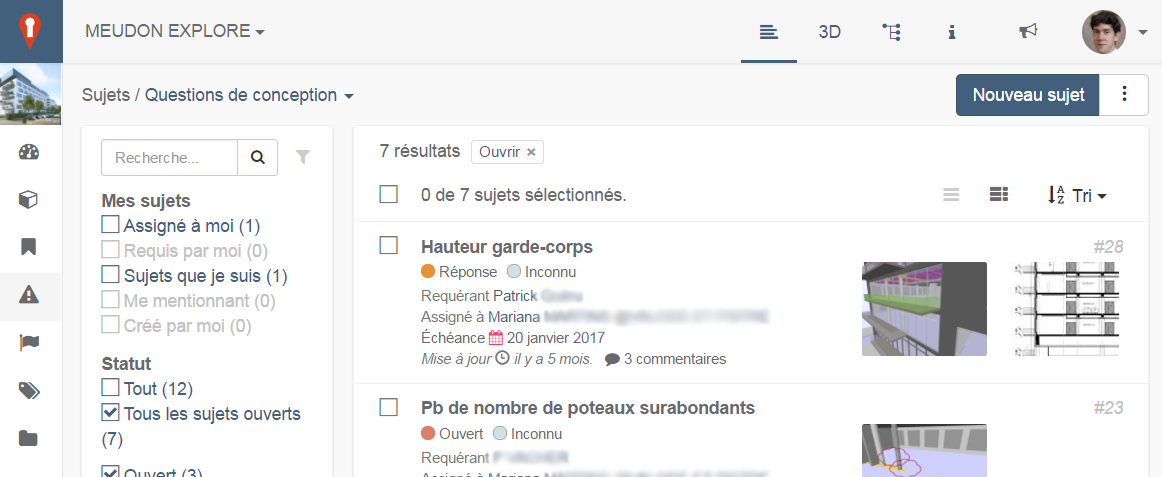 MEUDON EXPLORE
3D
Sujets / Questions de conception
Nouveau sujet
Recherche...
Mes sujets
Assigné à moi (1)
Requis par moi (0)
Sujets que je suis (1)
Me mentionnant (0)
Créé par moi (0)
Statut
Tout (12)
Tous les sujets ouverts
(7)
Ouvert (3)
7 résultats Ouvrir ×
0 de 7 sujets sélectionnés.
Tri
Hauteur garde-corps #28
Réponse Inconnu
Requérant Patrick
Assigné à Mariana
Échéance 20 janvier 2017
Mise à jour il y a 5 mois. 3 commentaires
Pb de nombre de poteaux surabondants #23
Ouvert Inconnu
Requérant
Assigné à Mariana